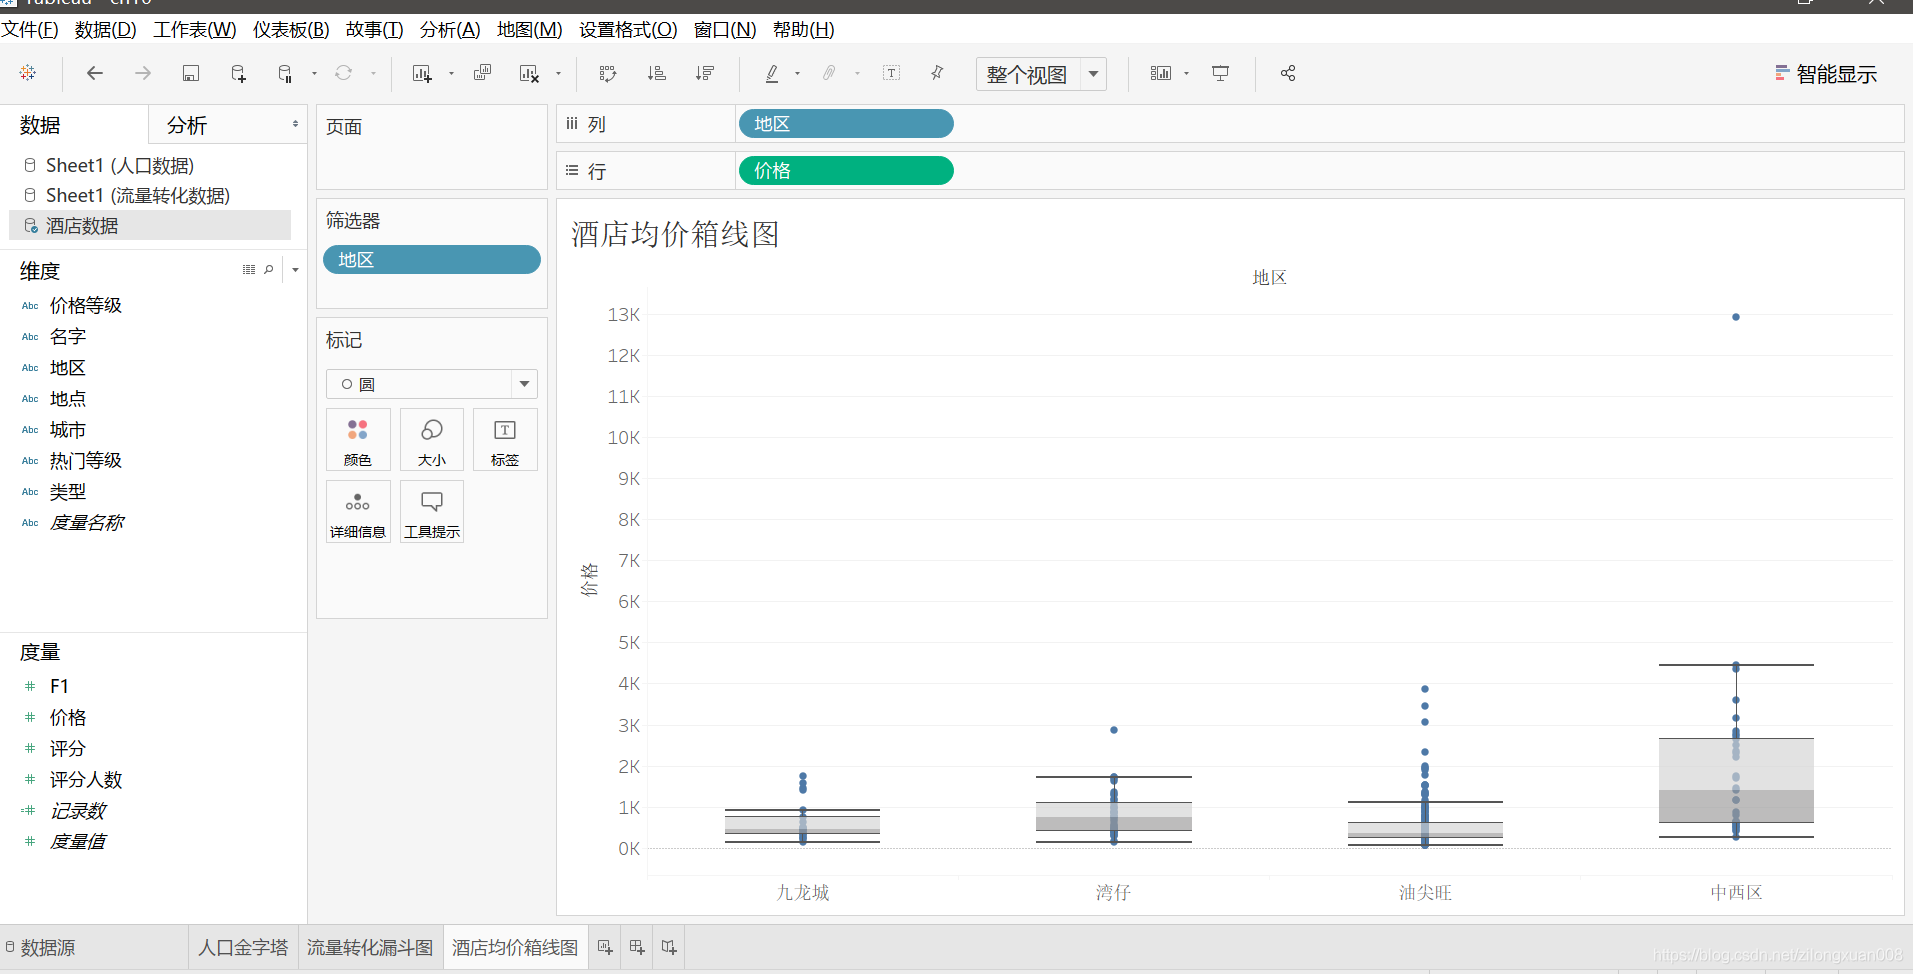 文件(F) 数据(D) 工作表(W) 仪表板(B) 故事(T) 分析(A) 地图(M) 设置格式(O) 窗口(N) 帮助(H)
整个视图
智能显示
数据
分析
Sheet1 (人口数据)
Sheet1 (流量转化数据)
酒店数据
维度
Abc 价格等级
Abc 名字
Abc 地区
Abc 地点
Abc 城市
Abc 热门等级
Abc 类型
Abc 度量名称
度量
# F1
# 价格
# 评分
# 评分人数
=# 记录数
# 度量值
页面
筛选器
地区
标记
圆
颜色
大小
T
标签
详细信息
工具提示
列
地区
行
价格
酒店均价箱线图
地区
13K
12K
11K
10K
9K
8K
7K
6K
5K
4K
3K
2K
1K
0K
价格
九龙城
湾仔
油尖旺
中西区
数据源
人口金字塔
流量转化漏斗图
酒店均价箱线图
https://blog.csdn.net/zilongxuan008